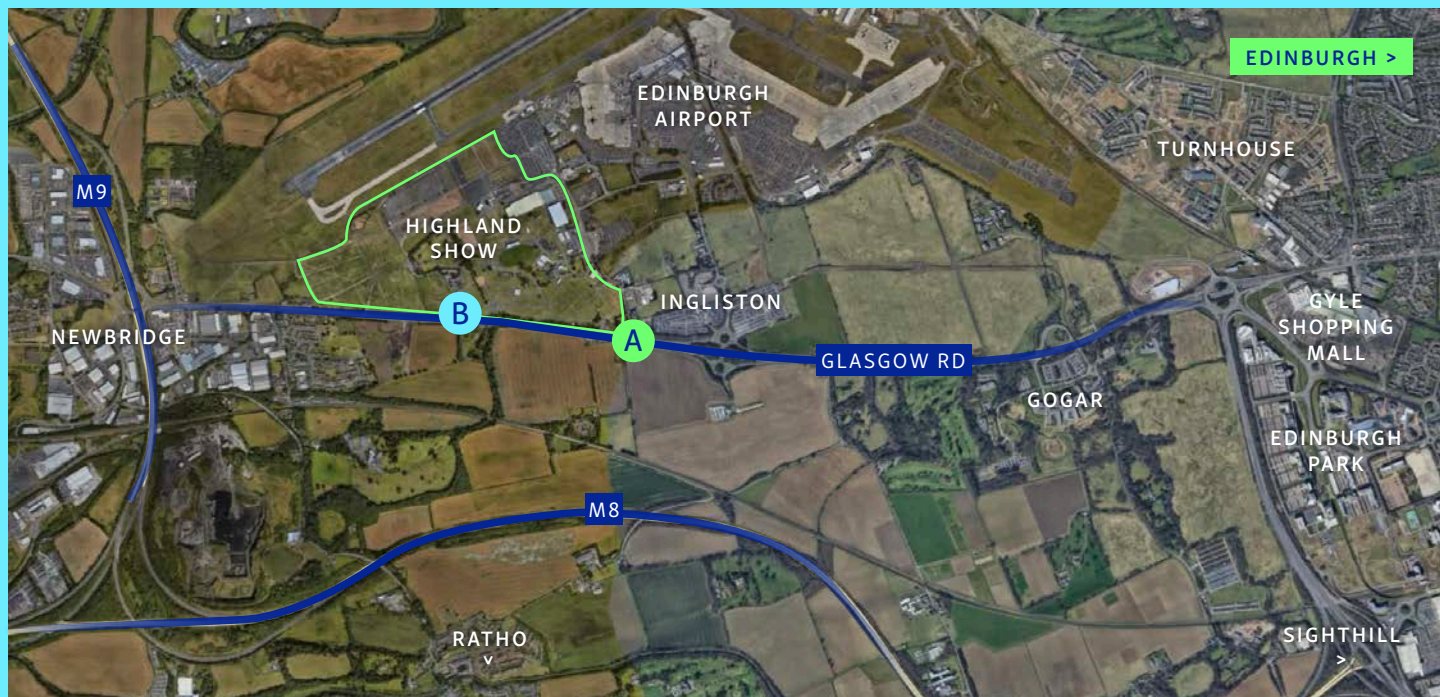 EDINBURGH >
EDINBURGH
AIRPORT
TURNHOUSE
M9
HIGHLAND
SHOW
INGLISTON
B
A
NEWBRIDGE
GLASGOW RD
GYLE
SHOPPING
MALL
GOGAR
EDINBURGH
PARK
M8
RATHO
˅
SIGHTHILL
>